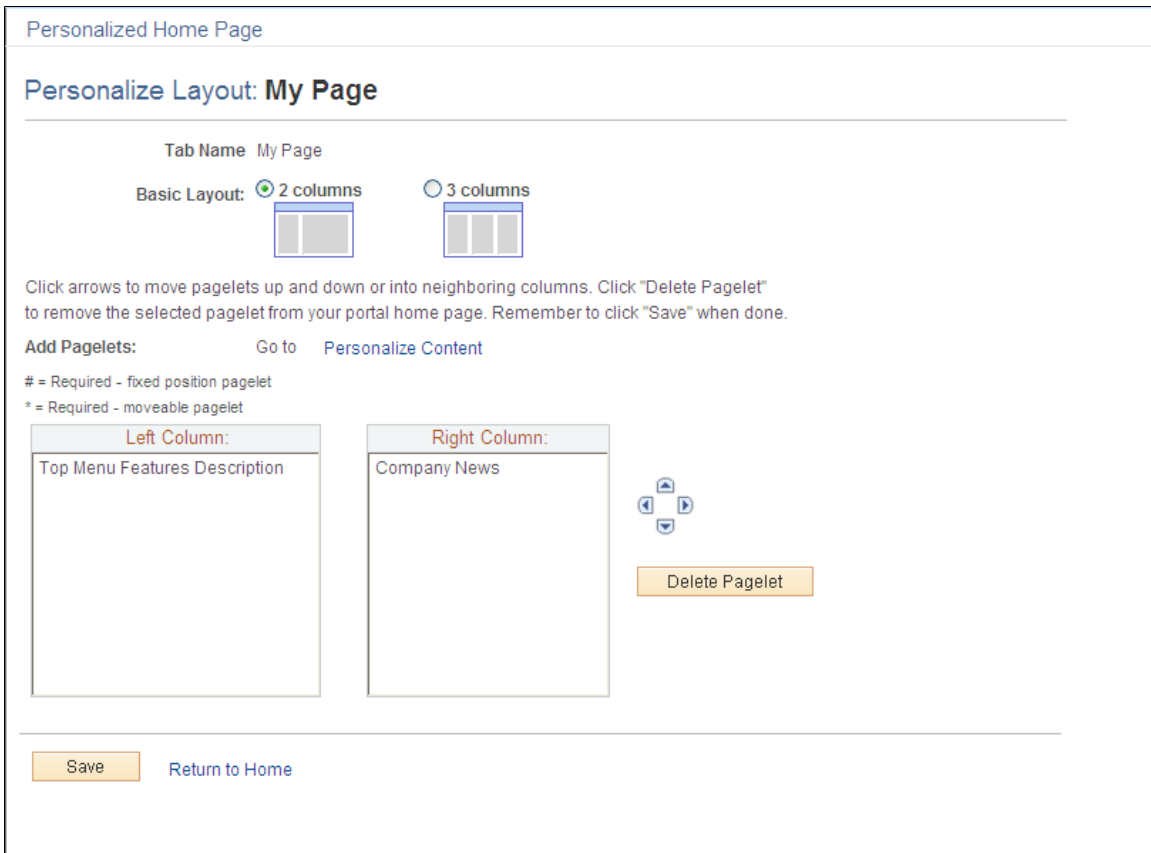 Personalized Home Page
Personalize Layout: My Page
Tab Name My Page
Basic Layout: 2 columns 3 columns
Click arrows to move pagelets up and down or into neighboring columns. Click "Delete Pagelet"
to remove the selected pagelet from your portal home page. Remember to click "Save" when done.
Add Pagelets: Go to Personalize Content
# = Required - fixed position pagelet
* = Required - moveable pagelet
Left Column: Right Column:
Top Menu Features Description Company News
Delete Pagelet
Save Return to Home